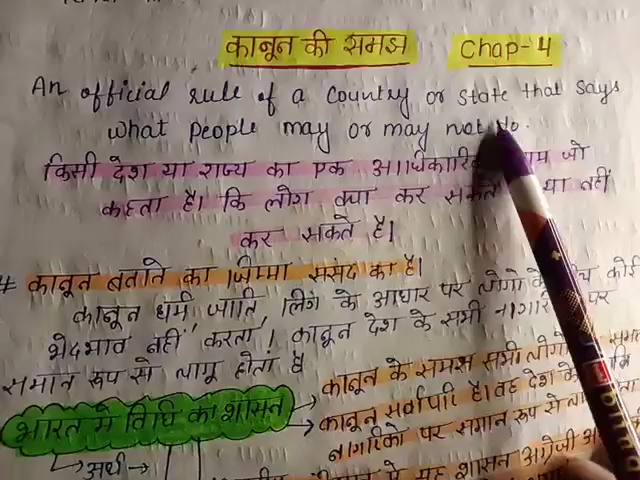 कानून की समझ Chap-4
An official rule of a Country or state that says
what People may or may not do.
किसी देश या राज्य का एक जो
कहता है। कि लोग क्या कर सकते या नहीं
कर सकते है।
# कानून बनाने का जिम्मा संसद का है।
कानून धर्म, जाति, लिंग के आधार पर लोगो के कोई
भेदभाव नहीं करता। कानून देश के सभी पर
समान रूप से लागू होता है
भारत मे विधि का शासन
कानून के समक्ष सभी लोगो
कानून सर्वोपरि है। वह देश के
नागरिको पर समान रूप से
अर्थ
यह शासन अंग्रेजी